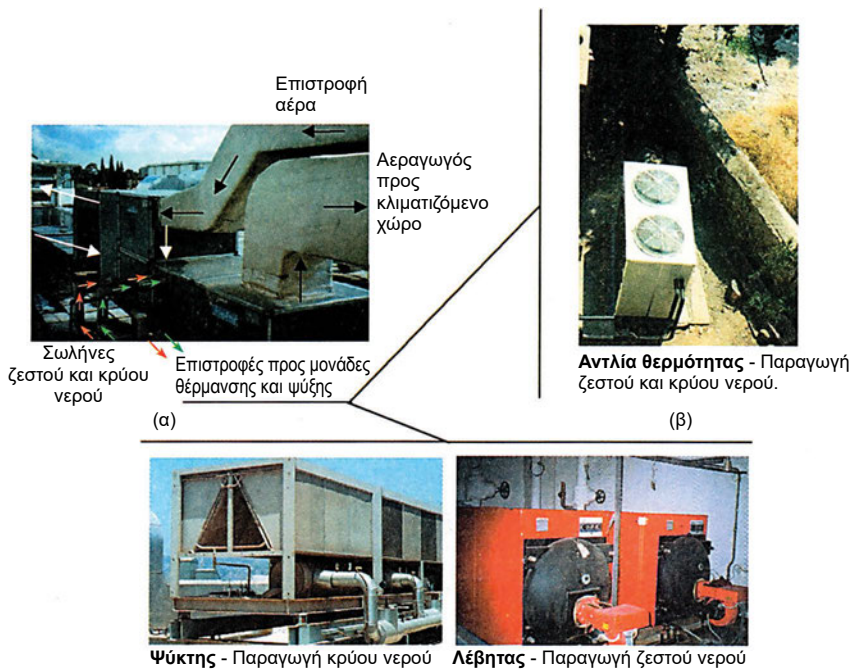 Επιστροφή
αέρα
Αεραγωγός
προς
κλιματιζόμενο
χώρο
Σωλήνες
ζεστού και κρύου
νερού
Επιστροφές προς μονάδες
θέρμανσης και ψύξης
(α)
Αντλία θερμότητας - Παραγωγή
ζεστού και κρύου νερού.
(β)
Ψύκτης - Παραγωγή κρύου νερού
Λέβητας - Παραγωγή ζεστού νερού